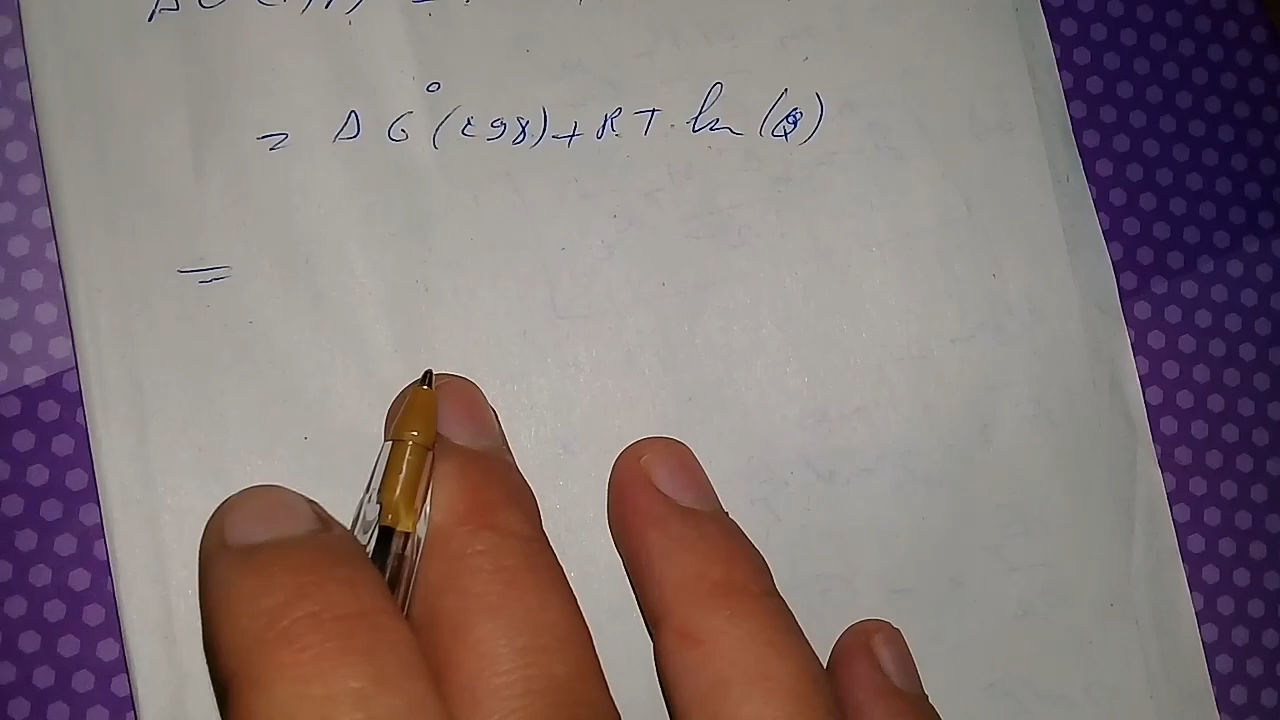 = ΔG°(298) + RT. ln (Q)
=